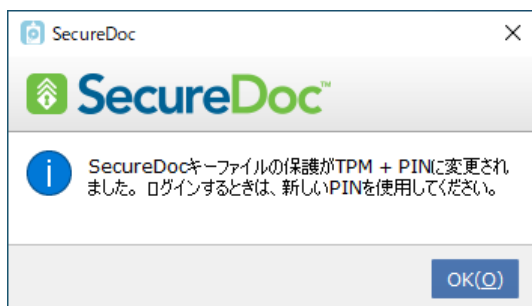 SecureDoc
SecureDoc™
SecureDocキーファイルの保護がTPM + PINに変更され
ました。ログインするときは、新しいPINを使用してください。
OK(O)